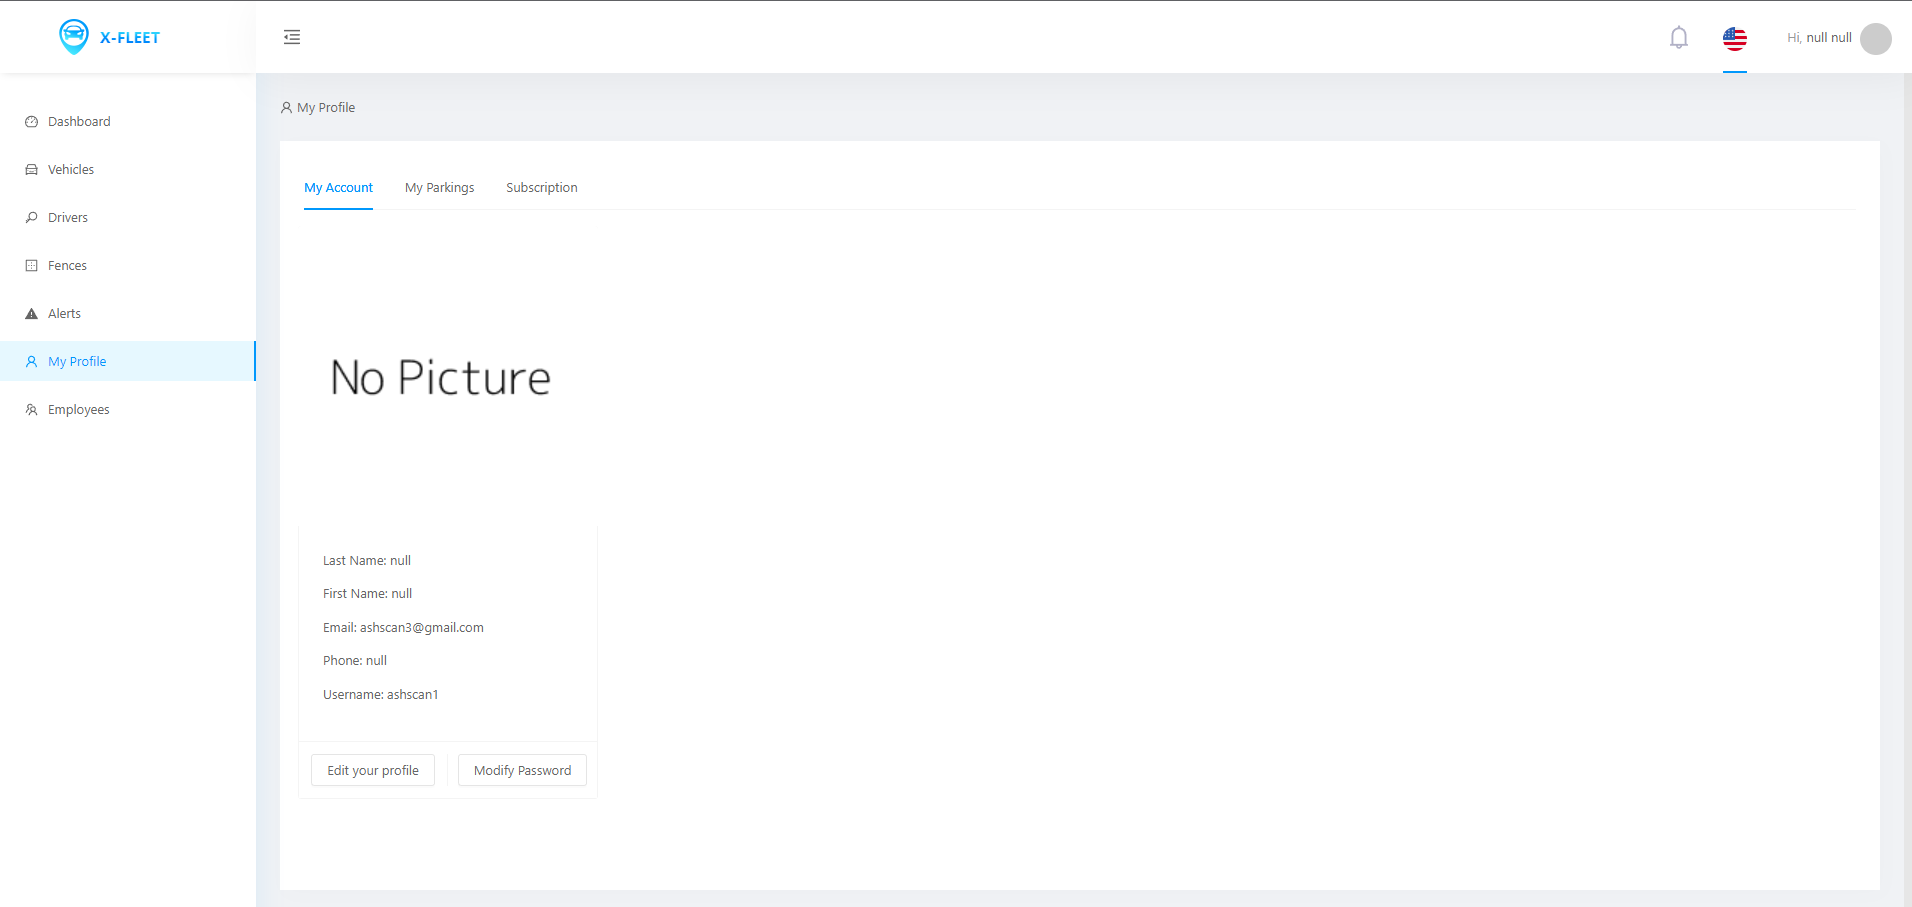 X-FLEET
Hi, null null
Dashboard
Vehicles
Drivers
Fences
Alerts
My Profile
Employees
My Profile
My Account My Parkings Subscription
No Picture
Last Name: null
First Name: null
Email: ashscan3@gmail.com
Phone: null
Username: ashscan1
Edit your profile Modify Password